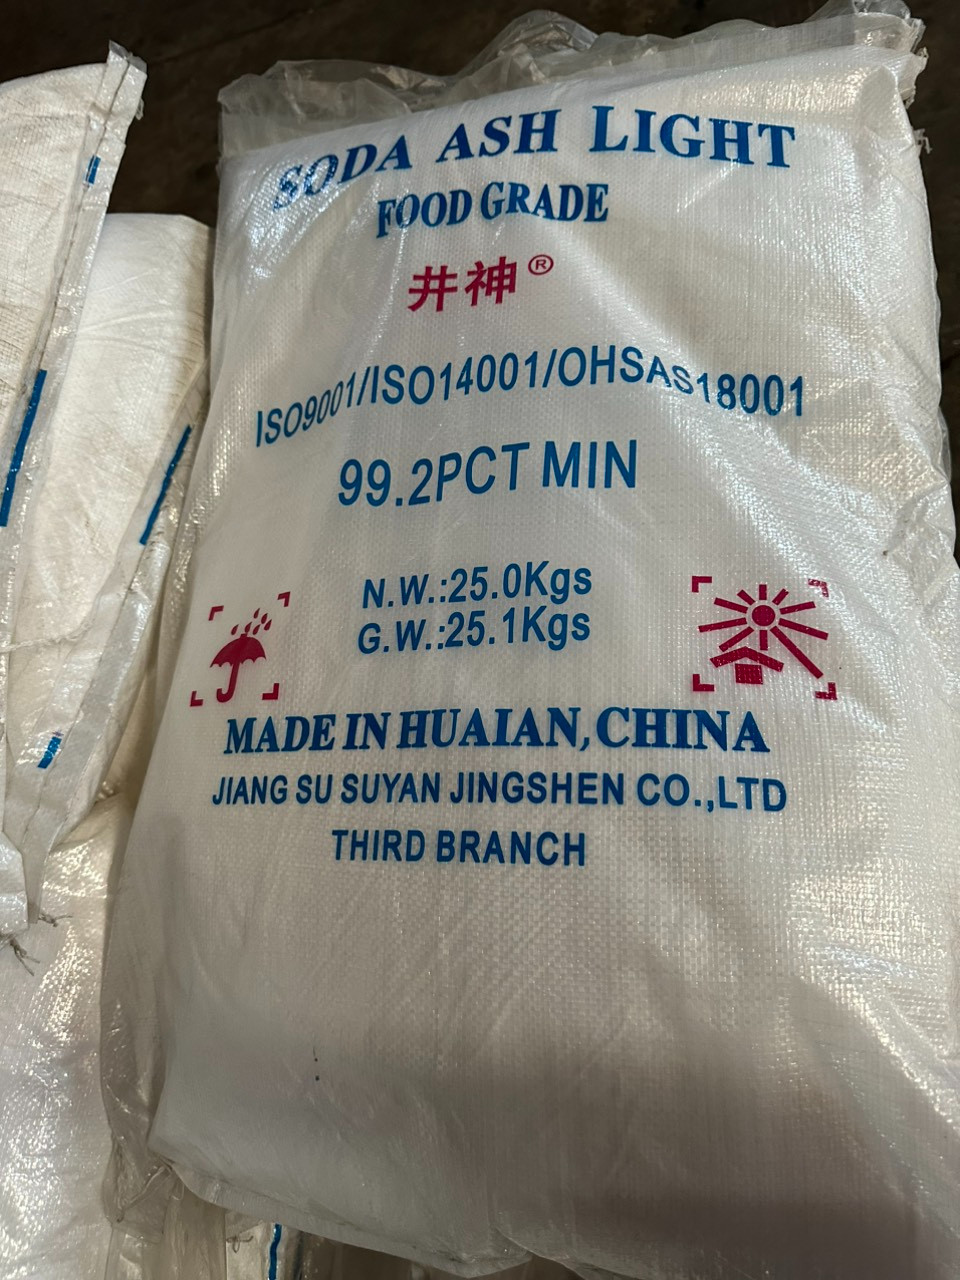 SODA ASH LIGHT
FOOD GRADE
井神®
ISO9001/ISO14001/OHSAS18001
99.2PCT MIN
N.W.:25.0Kgs
G.W.:25.1Kgs
MADE IN HUAIAN,CHINA
JIANG SU SUYAN JINGSHEN CO.,LTD
THIRD BRANCH